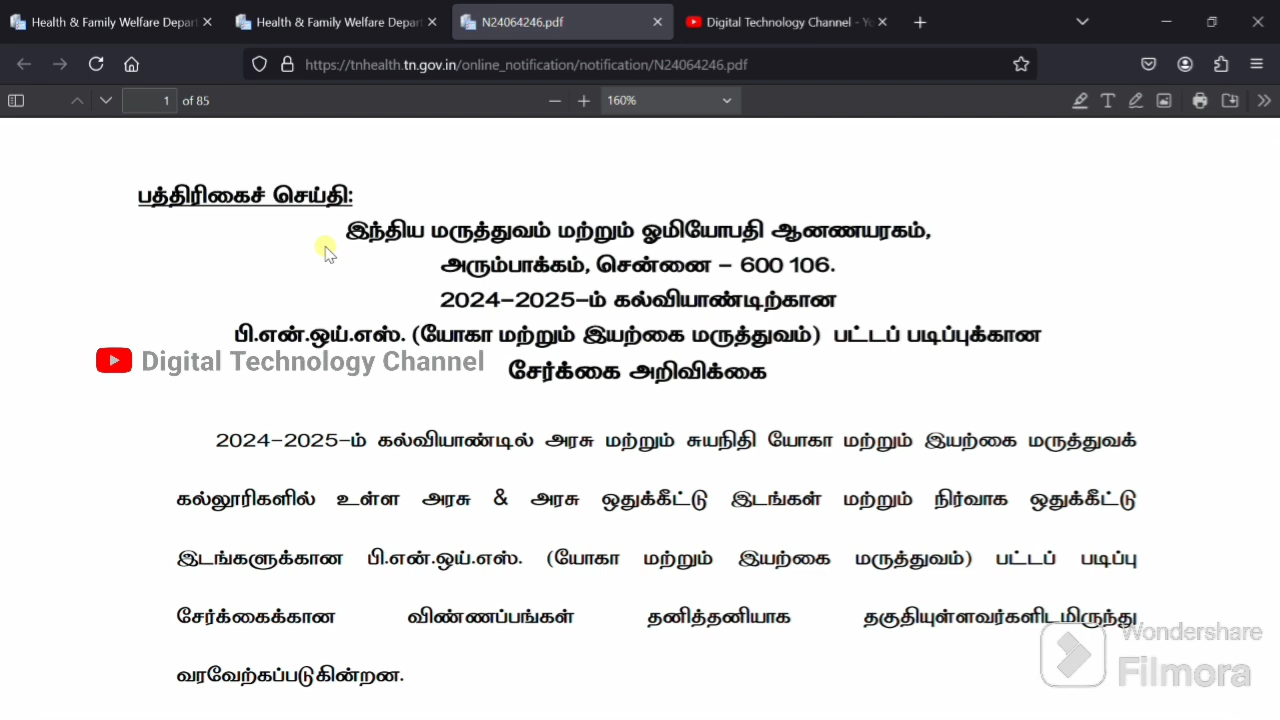 Health & Family Welfare Depar
Health & Family Welfare Depar
N24064246.pdf
Digital Technology Channel - Yo
https://tnhealth.tn.gov.in/online_notification/notification/N24064246.pdf
1 of 85
160%
பத்திரிகைச் செய்தி:
இந்திய மருத்துவம் மற்றும் ஓமியோபதி ஆணையரகம்,
அரும்பாக்கம், சென்னை – 600 106.
2024–2025–ம் கல்வியாண்டிற்கான
பி.என்.ஒய்.எஸ். (யோகா மற்றும் இயற்கை மருத்துவம்) பட்டப் படிப்புக்கான
Digital Technology Channel
சேர்க்கை அறிவிக்கை
2024–2025–ம் கல்வியாண்டில் அரசு மற்றும் சுயநிதி யோகா மற்றும் இயற்கை மருத்துவக்
கல்லூரிகளில் உள்ள அரசு & அரசு ஒதுக்கீட்டு இடங்கள் மற்றும் நிர்வாக ஒதுக்கீட்டு
இடங்களுக்கான பி.என்.ஒய்.எஸ். (யோகா மற்றும் இயற்கை மருத்துவம்) பட்டப் படிப்பு
சேர்க்கைக்கான விண்ணப்பங்கள் தனித்தனியாக தகுதியுள்ளவர்களிடமிருந்து
வரவேற்கப்படுகின்றன.
Wondershare
Filmora